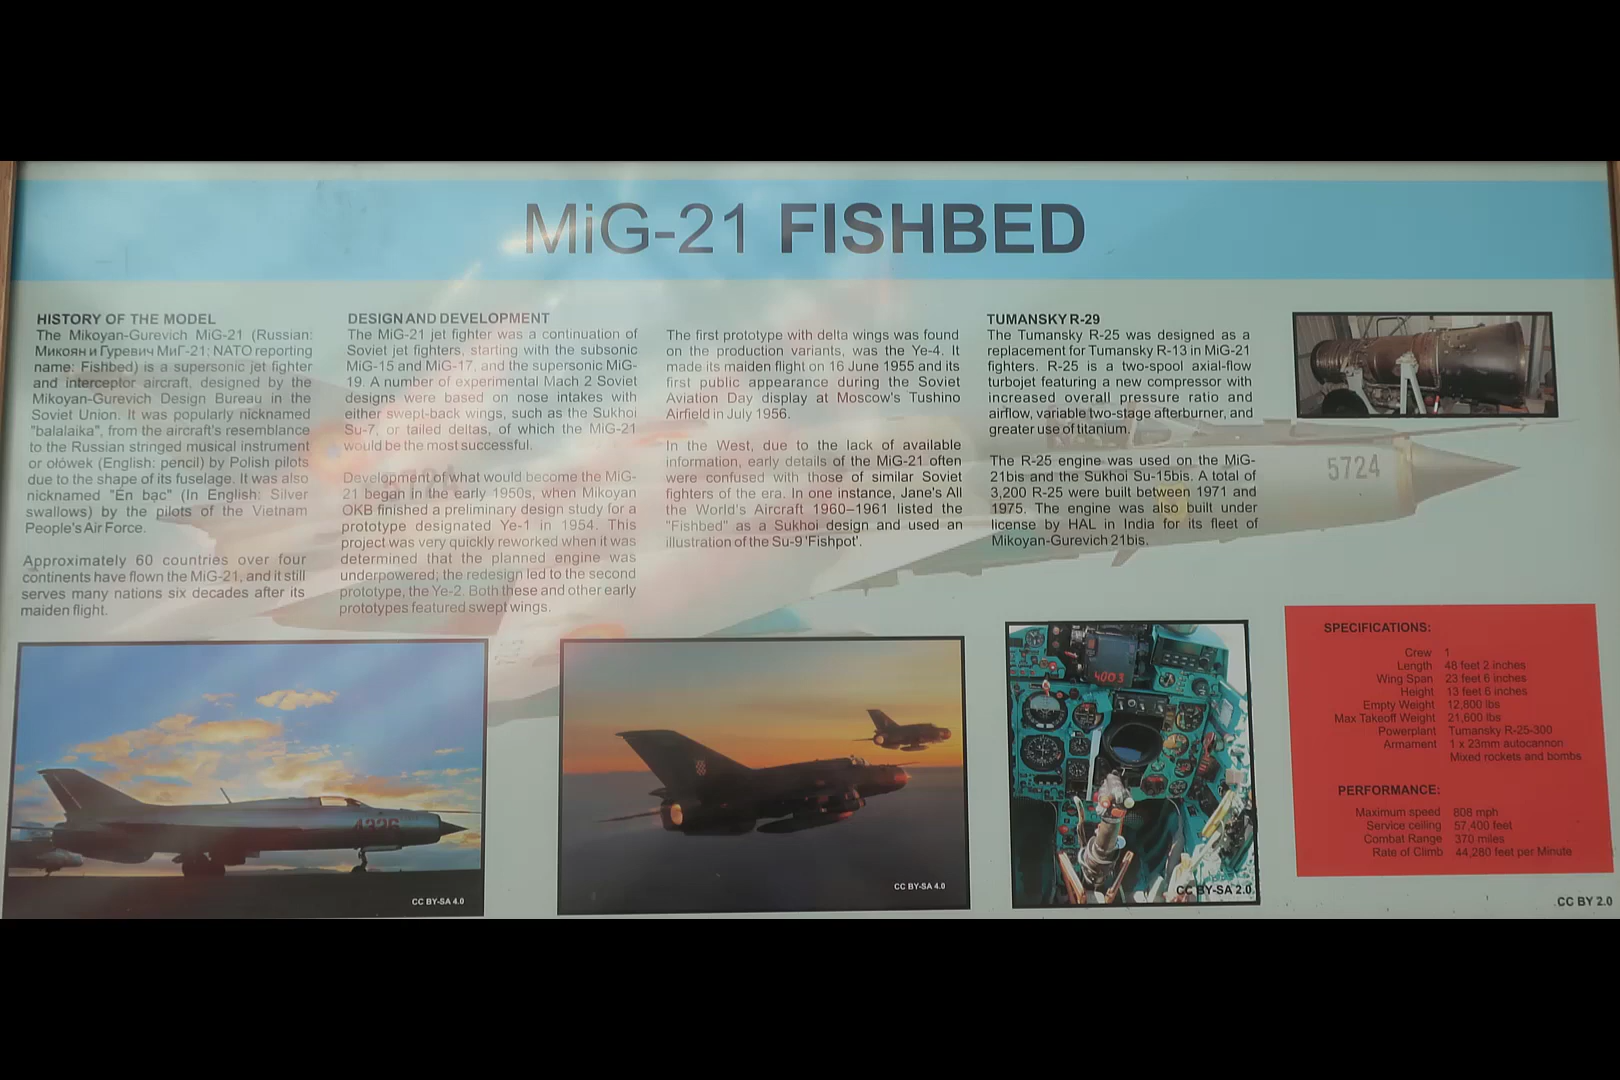 MiG-21 FISHBED
HISTORY OF THE MODEL
The Mikoyan-Gurevich MiG-21 (Russian:
Микоян и Гуревич МиГ-21; NATO reporting
name: Fishbed) is a supersonic jet fighter
and interceptor aircraft, designed by the
Mikoyan-Gurevich Design Bureau in the
Soviet Union. It was popularly nicknamed
"balalaika", from the aircraft's resemblance
to the Russian stringed musical instrument
or ołówek (English: pencil) by Polish pilots
due to the shape of its fuselage. It was also
nicknamed "Én bạc" (In English: Silver
swallows) by the pilots of the Vietnam
People's Air Force.
Approximately 60 countries over four
continents have flown the MiG-21, and it still
serves many nations six decades after its
maiden flight.
DESIGN AND DEVELOPMENT
The MiG-21 jet fighter was a continuation of
Soviet jet fighters, starting with the subsonic
MiG-15 and MiG-17, and the supersonic MiG-
19. A number of experimental Mach 2 Soviet
designs were based on nose intakes with
either swept-back wings, such as the Sukhoi
Su-7, or tailed deltas, of which the MiG-21
would be the most successful.
Development of what would become the MiG-
21 began in the early 1950s, when Mikoyan
OKB finished a preliminary design study for a
prototype designated Ye-1 in 1954. This
project was very quickly reworked when it was
determined that the planned engine was
underpowered; the redesign led to the second
prototype, the Ye-2. Both these and other early
prototypes featured swept wings.
The first prototype with delta wings was found
on the production variants, was the Ye-4. It
made its maiden flight on 16 June 1955 and its
first public appearance during the Soviet
Aviation Day display at Moscow's Tushino
Airfield in July 1956.
In the West, due to the lack of available
information, early details of the MiG-21 often
were confused with those of similar Soviet
fighters of the era. In one instance, Jane's All
the World's Aircraft 1960–1961 listed the
"Fishbed" as a Sukhoi design and used an
illustration of the Su-9 'Fishpot'.
TUMANSKY R-29
The Tumansky R-25 was designed as a
replacement for Tumansky R-13 in MiG-21
fighters. R-25 is a two-spool axial-flow
turbojet featuring a new compressor with
increased overall pressure ratio and
airflow, variable two-stage afterburner, and
greater use of titanium.
The R-25 engine was used on the MiG-
21bis and the Sukhoi Su-15bis. A total of
3,200 R-25 were built between 1971 and
1975. The engine was also built under
license by HAL in India for its fleet of
Mikoyan-Gurevich 21bis.
5724
4326
CC BY-SA 4.0
CC BY-SA 4.0
4003
CC BY-SA 2.0
SPECIFICATIONS:
Crew 1
Length 48 feet 2 inches
Wing Span 23 feet 6 inches
Height 13 feet 6 inches
Empty Weight 12,800 lbs
Max Takeoff Weight 21,600 lbs
Powerplant Tumansky R-25-300
Armament 1 x 23mm autocannon
Mixed rockets and bombs
PERFORMANCE:
Maximum speed 808 mph
Service ceiling 57,400 feet
Combat Range 370 miles
Rate of Climb 44,280 feet per Minute
CC BY 2.0